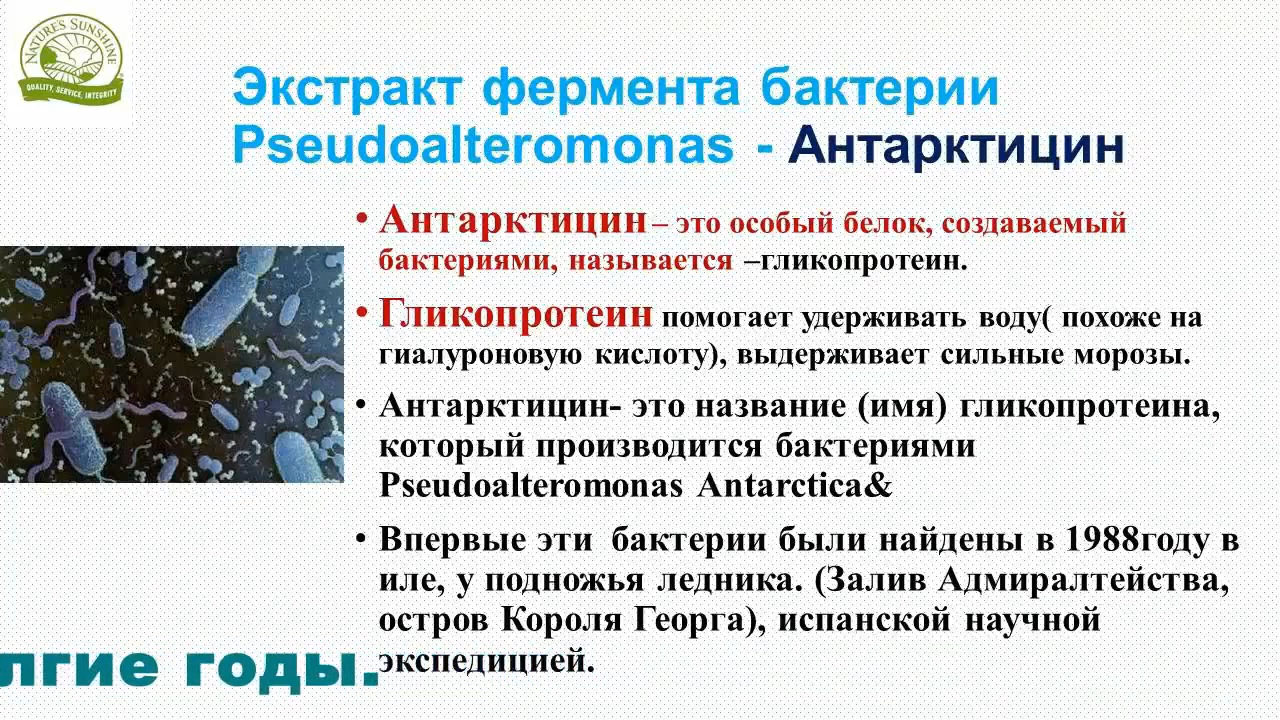 NATURE'S SUNSHINE
QUALITY, SERVICE, INTEGRITY
Экстракт фермента бактерии
Pseudoalteromonas - Антарктицин
• Антарктицин – это особый белок, создаваемый
бактериями, называется –гликопротеин.
• Гликопротеин помогает удерживать воду( похоже на
гиалуроновую кислоту), выдерживает сильные морозы.
• Антарктицин- это название (имя) гликопротеина,
который производится бактериями
Pseudoalteromonas Antarctica&
• Впервые эти бактерии были найдены в 1988году в
иле, у подножья ледника. (Залив Адмиралтейства,
остров Короля Георга), испанской научной
экспедицией.
лгие годы.